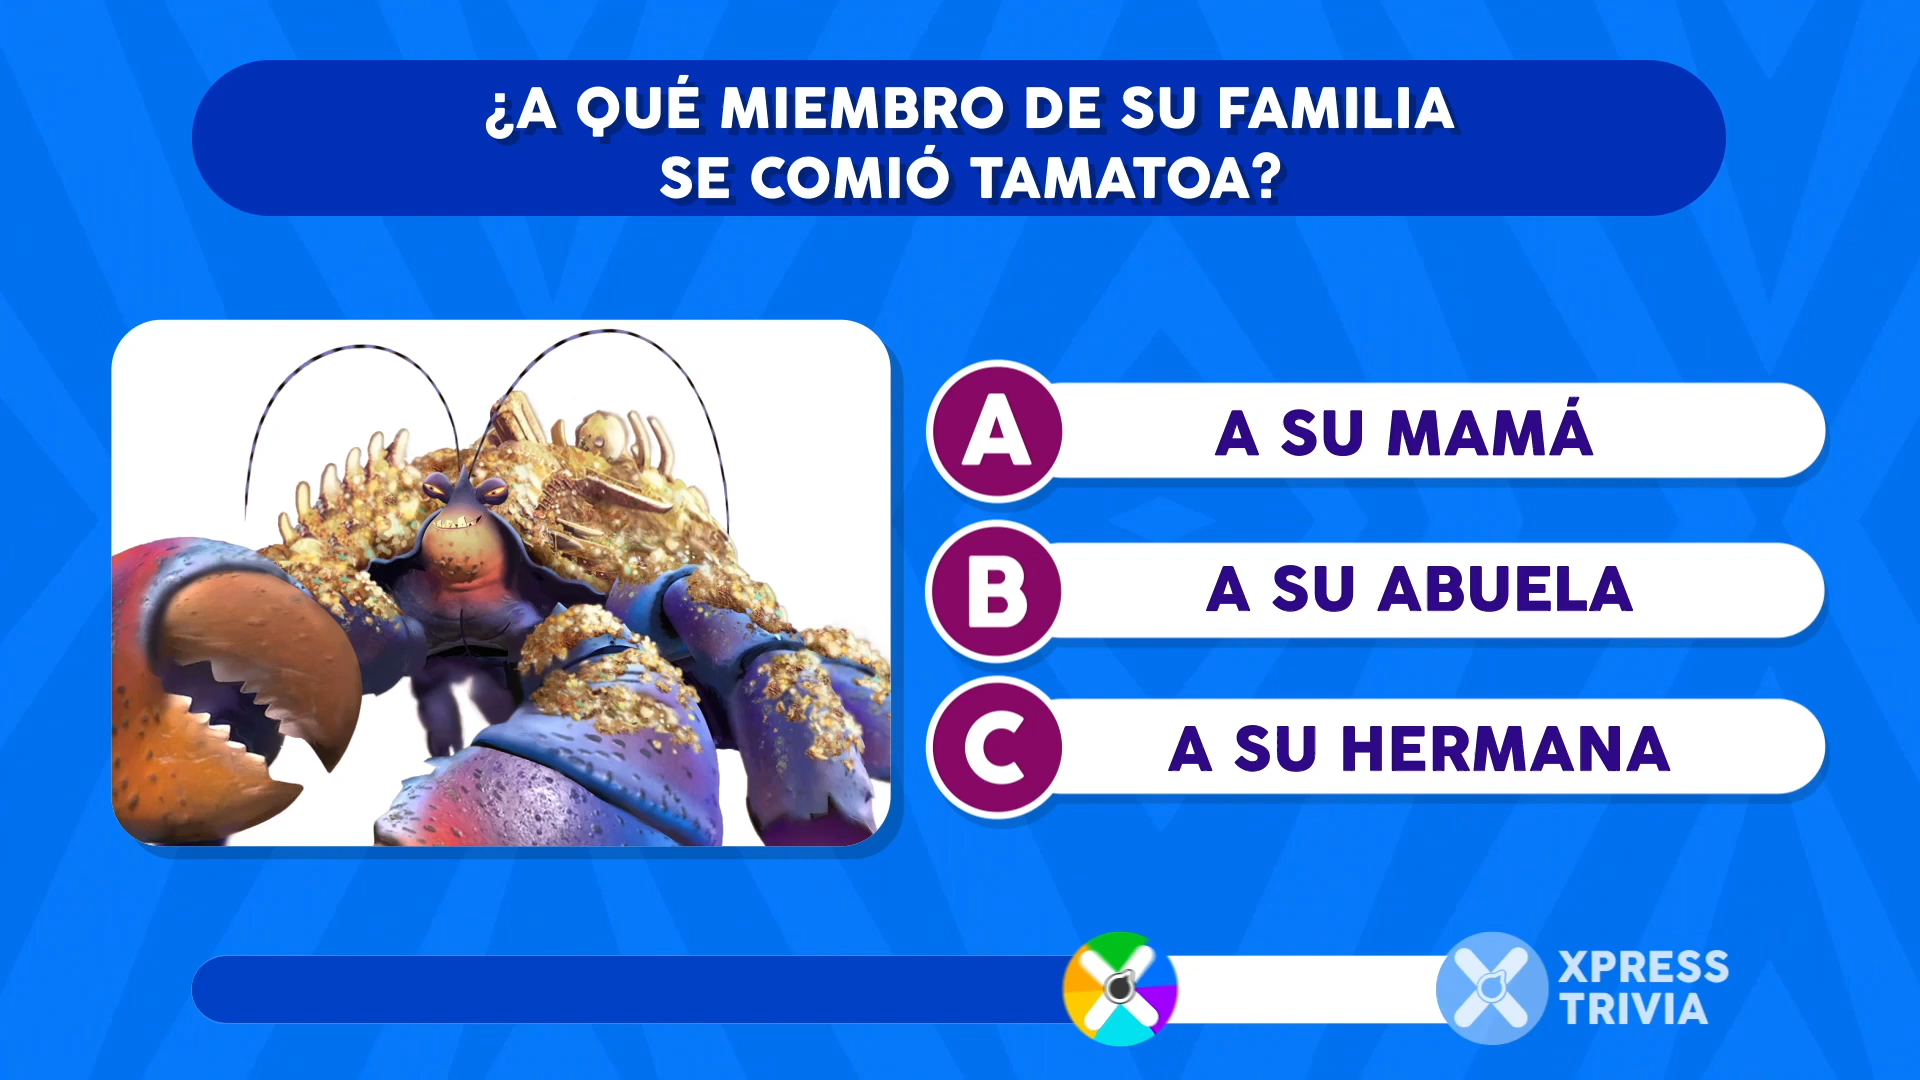 ¿A QUÉ MIEMBRO DE SU FAMILIA
SE COMIÓ TAMATOA?
A
A SU MAMÁ
B
A SU ABUELA
C
A SU HERMANA
XPRESS
TRIVIA